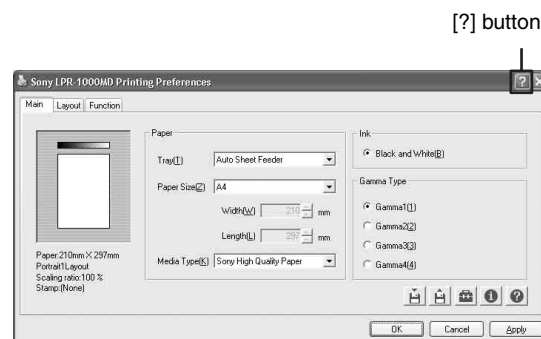 [?] button
Sony LPR-1000MD Printing Preferences
Main Layout Function
Paper
Tray(T) Auto Sheet Feeder
Paper Size(Z) A4
Width(W) 210 mm
Length(L) 297 mm
Media Type(K) Sony High Quality Paper
Ink
Black and White(B)
Gamma Type
Gamma1(1)
Gamma2(2)
Gamma3(3)
Gamma4(4)
Paper:210mm X 297mm
Portrait1Layout
Scaling ratio:100 %
Stamp:(None)
OK Cancel Apply